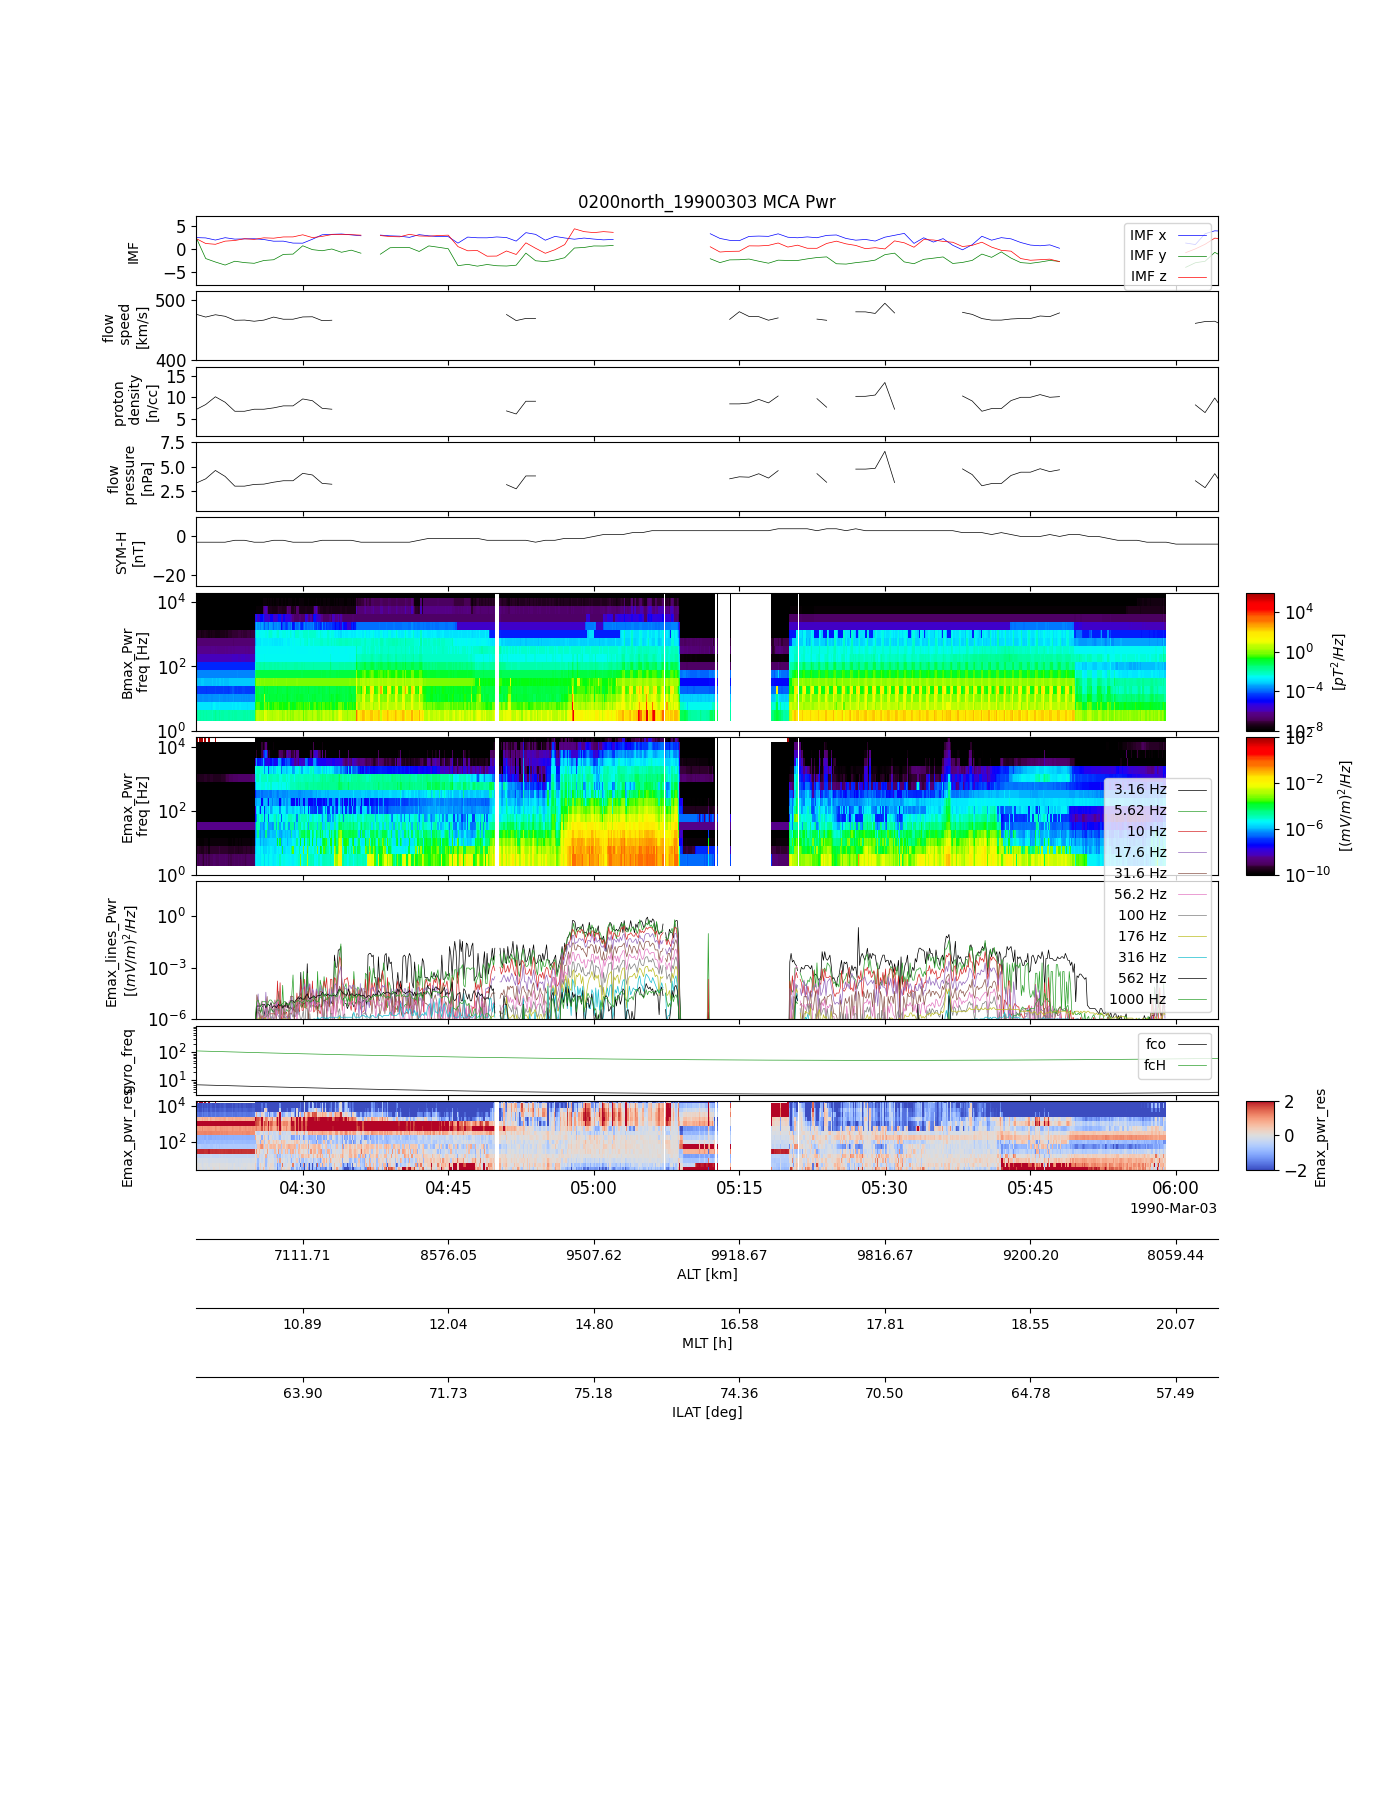 0200north_19900303 MCA Pwr
IMF
5
0
−5
IMF x
IMF y
IMF z
flow
speed
[km/s]
500
400
proton
density
[n/cc]
15
10
5
flow
pressure
[nPa]
7.5
5.0
2.5
SYM-H
[nT]
0
−20
Bmax_Pwr
freq [Hz]
10^4
10^2
10^0
10^4
10^0
10^−4
10^−8
[pT^2/Hz]
Emax_Pwr
freq [Hz]
10^4
10^2
10^0
10^2
10^−2
10^−6
10^−10
[(mV/m)^2/Hz]
3.16 Hz
5.62 Hz
10 Hz
17.6 Hz
31.6 Hz
56.2 Hz
100 Hz
176 Hz
316 Hz
562 Hz
1000 Hz
Emax_lines_Pwr
[(mV/m)^2/Hz]
10^0
10^−3
10^−6
gyro_freq
10^2
10^1
fco
fcH
Emax_pwr_res
10^4
10^2
2
0
−2
Emax_pwr_res
04:30 04:45 05:00 05:15 05:30 05:45 06:00
1990-Mar-03
7111.71 8576.05 9507.62 9918.67 9816.67 9200.20 8059.44
ALT [km]
10.89 12.04 14.80 16.58 17.81 18.55 20.07
MLT [h]
63.90 71.73 75.18 74.36 70.50 64.78 57.49
ILAT [deg]